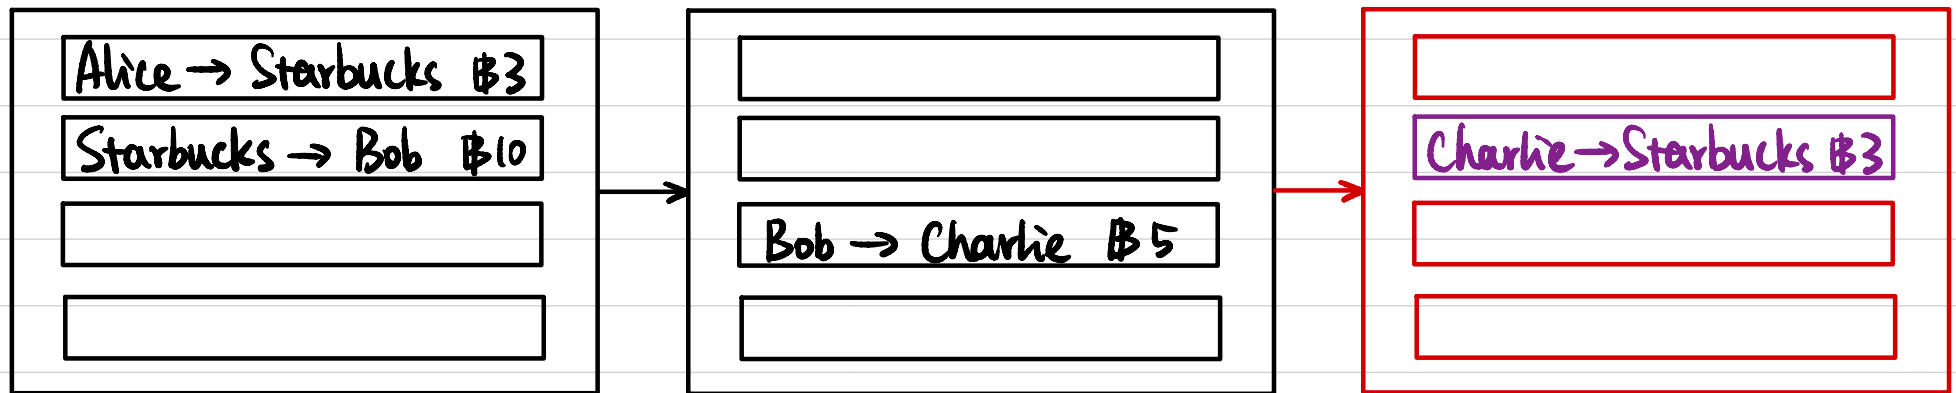 Alice → Starbucks ₿3
Starbucks → Bob ₿10
Bob → Charlie ₿5
Charlie → Starbucks ₿3